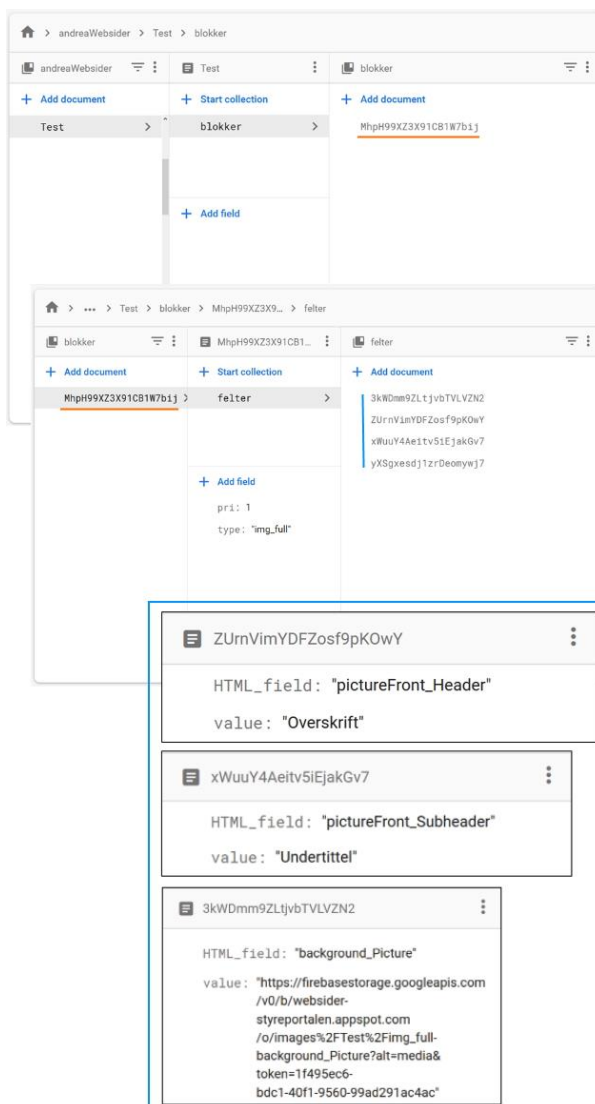 andreaWebsider > Test > blokker
andreaWebsider Test blokker
+ Add document + Start collection + Add document
Test > blokker > MhpH99XZ3X91CB1W7bij
+ Add field
> ••• > Test > blokker > MhpH99XZ3X9… > felter
blokker MhpH99XZ3X91CB1… felter
+ Add document + Start collection + Add document
MhpH99XZ3X91CB1W7bij > felter > 3kWDmm9ZLtjvbTVLVZN2
ZUrnVimYDFZosf9pKOwY
xWuuY4Aeitv5iEjakGv7
yXSgxesdj1zrDeomywj7
+ Add field
pri: 1
type: "img_full"
ZUrnVimYDFZosf9pKOwY
HTML_field: "pictureFront_Header"
value: "Overskrift"
xWuuY4Aeitv5iEjakGv7
HTML_field: "pictureFront_Subheader"
value: "Undertittel"
3kWDmm9ZLtjvbTVLVZN2
HTML_field: "background_Picture"
value: "https://firebasestorage.googleapis.com
/v0/b/websider-
styreportalen.appspot.com
/o/images%2FTest%2Fimg_full-
background_Picture?alt=media&
token=1f495ec6-
bdc1-40f1-9560-99ad291ac4ac"